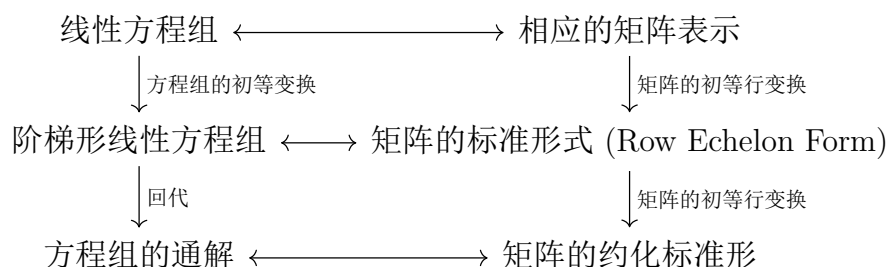 线性方程组 相应的矩阵表示
方程组的初等变换 矩阵的初等行变换
阶梯形线性方程组 矩阵的标准形式 (Row Echelon Form)
回代 矩阵的初等行变换
方程组的通解 矩阵的约化标准形